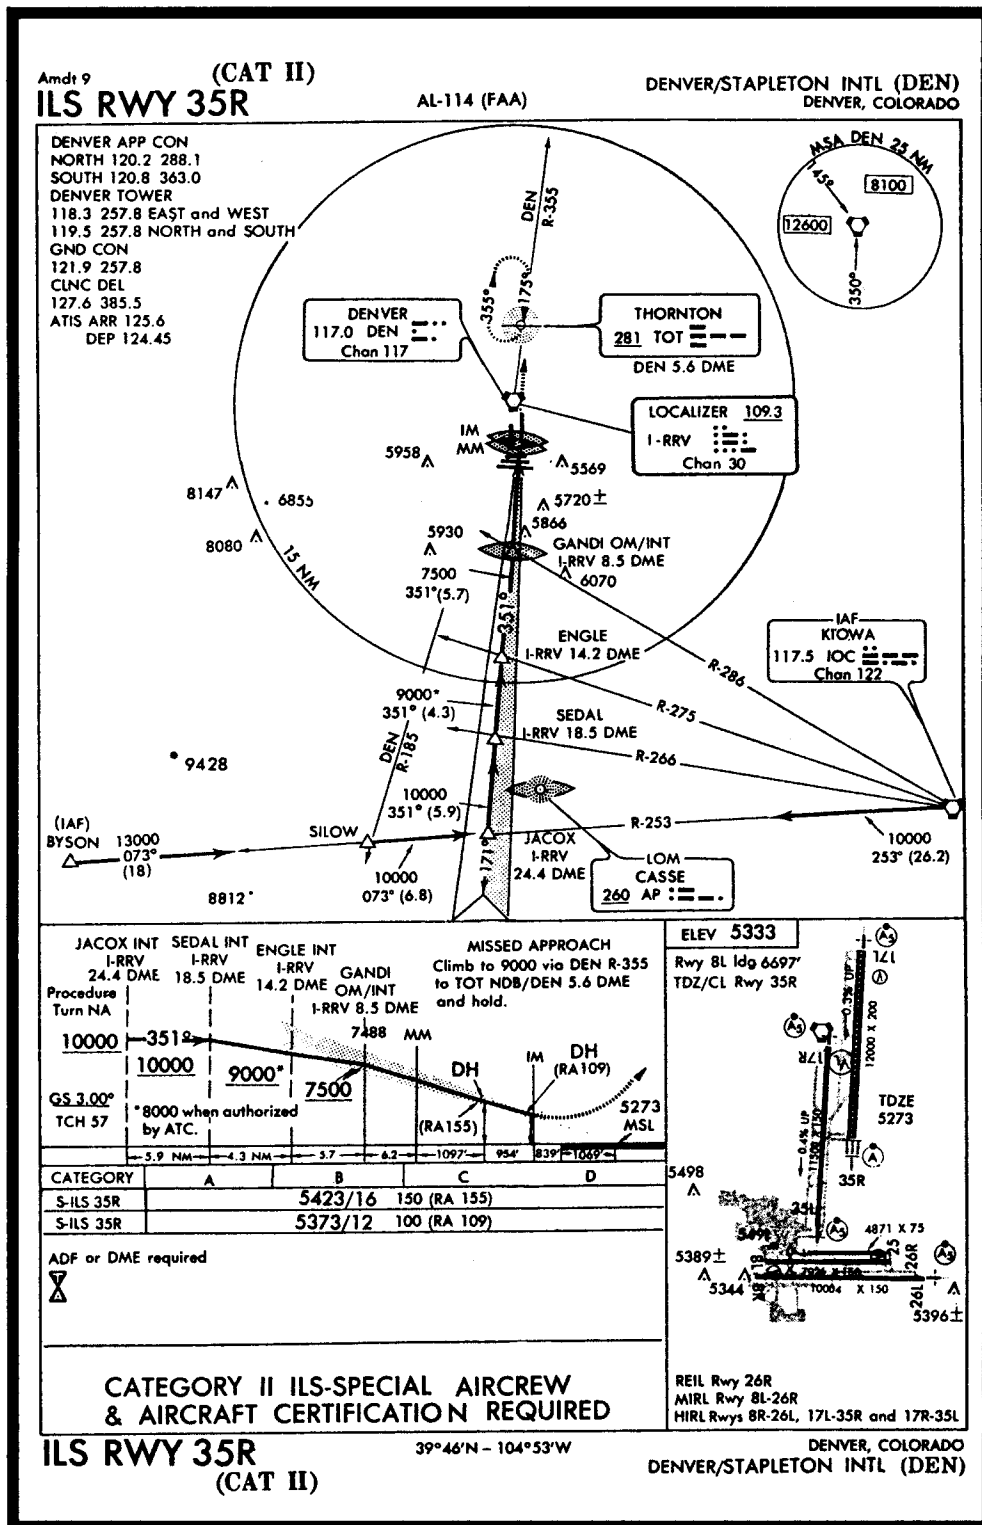 (CAT II)
Amdt 9
ILS RWY 35R
AL-114 (FAA)
DENVER/STAPLETON INTL (DEN)
DENVER, COLORADO
DENVER APP CON
NORTH 120.2 288.1
SOUTH 120.8 363.0
DENVER TOWER
118.3 257.8 EAST and WEST
119.5 257.8 NORTH and SOUTH
GND CON
121.9 257.8
CLNC DEL
127.6 385.5
ATIS ARR 125.6
DEP 124.45
MSA DEN 25 NM
145°
8100
12600
350°
DEN
R-355
355°
175°
DENVER
117.0 DEN
Chan 117
THORNTON
281 TOT
DEN 5.6 DME
LOCALIZER 109.3
I-RRV
Chan 30
IM
MM
5958
5569
8147
6855
5720±
5866
8080
5930
15 NM
GANDI OM/INT
I-RRV 8.5 DME
6070
7500
351° (5.7)
351°
ENGLE
I-RRV 14.2 DME
IAF
KIOWA
117.5 IOC
Chan 122
R-286
R-275
R-266
R-253
9000*
351° (4.3)
SEDAL
I-RRV 18.5 DME
DEN
R-185
9428
10000
351° (5.9)
(IAF)
BYSON
13000
073°
(18)
SILOW
10000
073° (6.8)
171°
JACOX
I-RRV
24.4 DME
10000
253° (26.2)
LOM
CASSE
260 AP
8812
JACOX INT
I-RRV
24.4 DME
SEDAL INT
I-RRV
18.5 DME
ENGLE INT
I-RRV
14.2 DME
GANDI
OM/INT
I-RRV 8.5 DME
7488
MM
MISSED APPROACH
Climb to 9000 via DEN R-355
to TOT NDB/DEN 5.6 DME
and hold.
Procedure
Turn NA
10000
351°
10000
9000*
7500
DH
(RA155)
IM
DH
(RA109)
5273
MSL
GS 3.00°
TCH 57
*8000 when authorized
by ATC.
5.9 NM
4.3 NM
5.7
6.2
1097'
954'
839'
1069'
CATEGORY A B C D
S-ILS 35R 5423/16 150 (RA 155)
S-ILS 35R 5373/12 100 (RA 109)
ADF or DME required
CATEGORY II ILS-SPECIAL AIRCREW
& AIRCRAFT CERTIFICATION REQUIRED
ELEV 5333
Rwy 8L ldg 6697'
TDZ/CL Rwy 35R
17L
0.3% UP
12000 X 200
17R
0.4% UP
11500 X 150
TDZE
5273
35R
35L
5498
4871 X 75
25
26R
5389±
5344
10004 X 150
26L
5396±
REIL Rwy 26R
MIRL Rwy 8L-26R
HIRL Rwys 8R-26L, 17L-35R and 17R-35L
ILS RWY 35R
(CAT II)
39°46'N – 104°53'W
DENVER, COLORADO
DENVER/STAPLETON INTL (DEN)